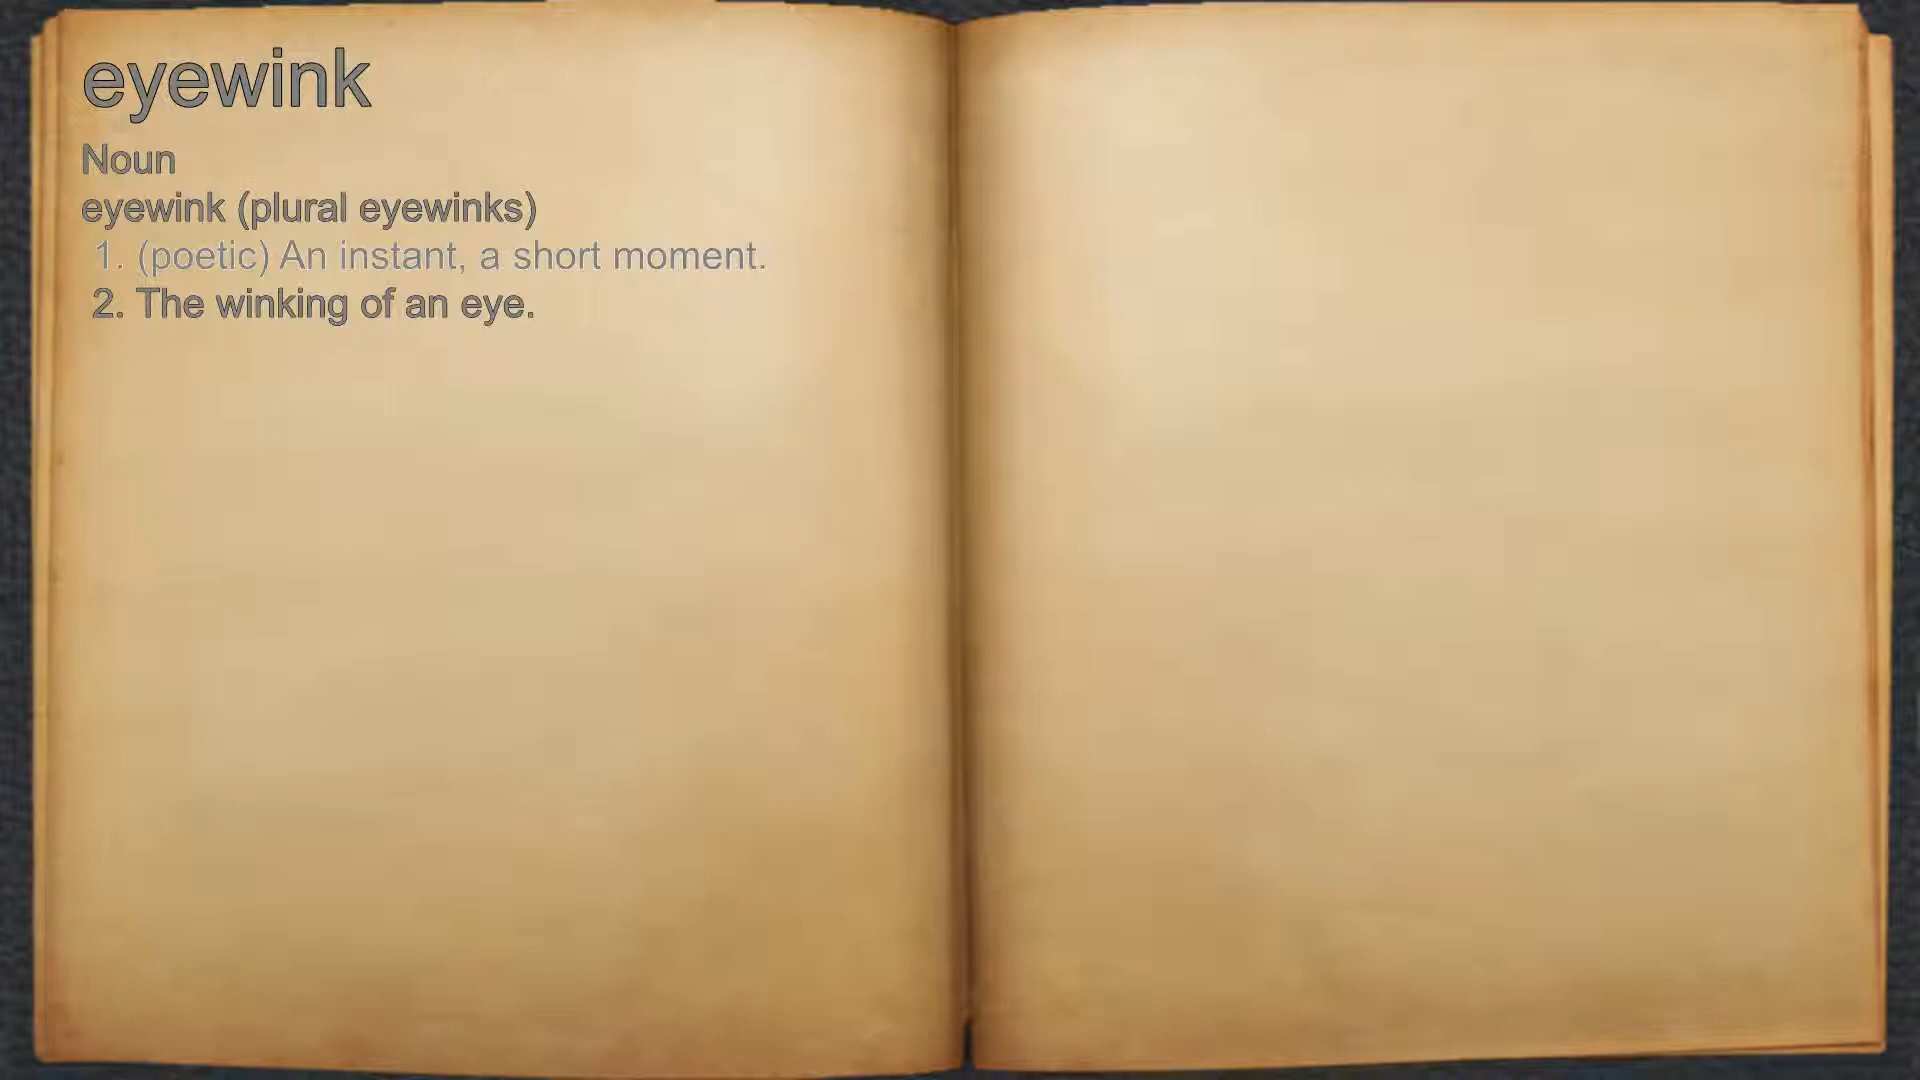 eyewink
Noun
eyewink (plural eyewinks)
1. (poetic) An instant, a short moment.
2. The winking of an eye.